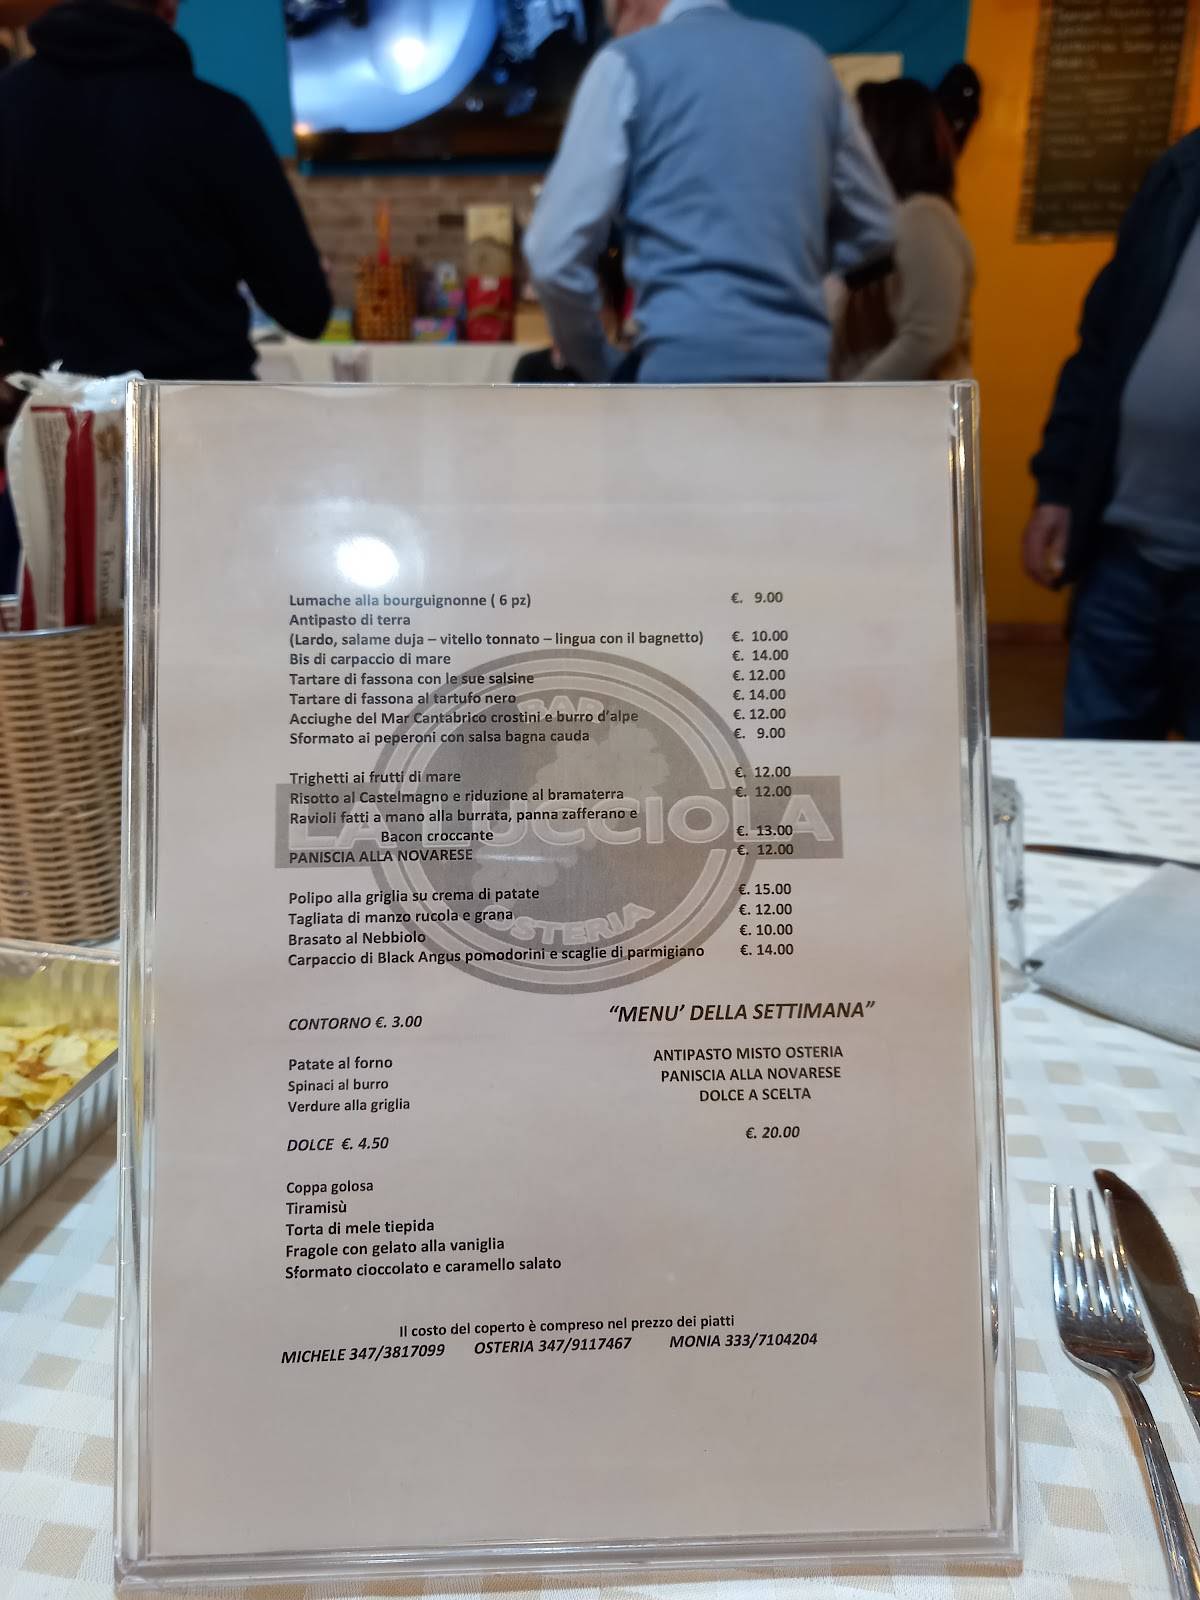 Lumache alla bourguignonne ( 6 pz) €. 9.00
Antipasto di terra
(Lardo, salame duja – vitello tonnato – lingua con il bagnetto) €. 10.00
Bis di carpaccio di mare €. 14.00
Tartare di fassona con le sue salsine €. 12.00
Tartare di fassona al tartufo nero €. 14.00
Acciughe del Mar Cantabrico crostini e burro d'alpe €. 12.00
Sformato ai peperoni con salsa bagna cauda €. 9.00
Trighetti ai frutti di mare €. 12.00
Risotto al Castelmagno e riduzione al bramaterra €. 12.00
Ravioli fatti a mano alla burrata, panna zafferano e
Bacon croccante €. 13.00
PANISCIA ALLA NOVARESE €. 12.00
BAR
LA LUCCIOLA
OSTERIA
Polipo alla griglia su crema di patate €. 15.00
Tagliata di manzo rucola e grana €. 12.00
Brasato al Nebbiolo €. 10.00
Carpaccio di Black Angus pomodorini e scaglie di parmigiano €. 14.00
CONTORNO €. 3.00
Patate al forno
Spinaci al burro
Verdure alla griglia
DOLCE €. 4.50
Coppa golosa
Tiramisù
Torta di mele tiepida
Fragole con gelato alla vaniglia
Sformato cioccolato e caramello salato
"MENU' DELLA SETTIMANA"
ANTIPASTO MISTO OSTERIA
PANISCIA ALLA NOVARESE
DOLCE A SCELTA
€. 20.00
Il costo del coperto è compreso nel prezzo dei piatti
MICHELE 347/3817099 OSTERIA 347/9117467 MONIA 333/7104204